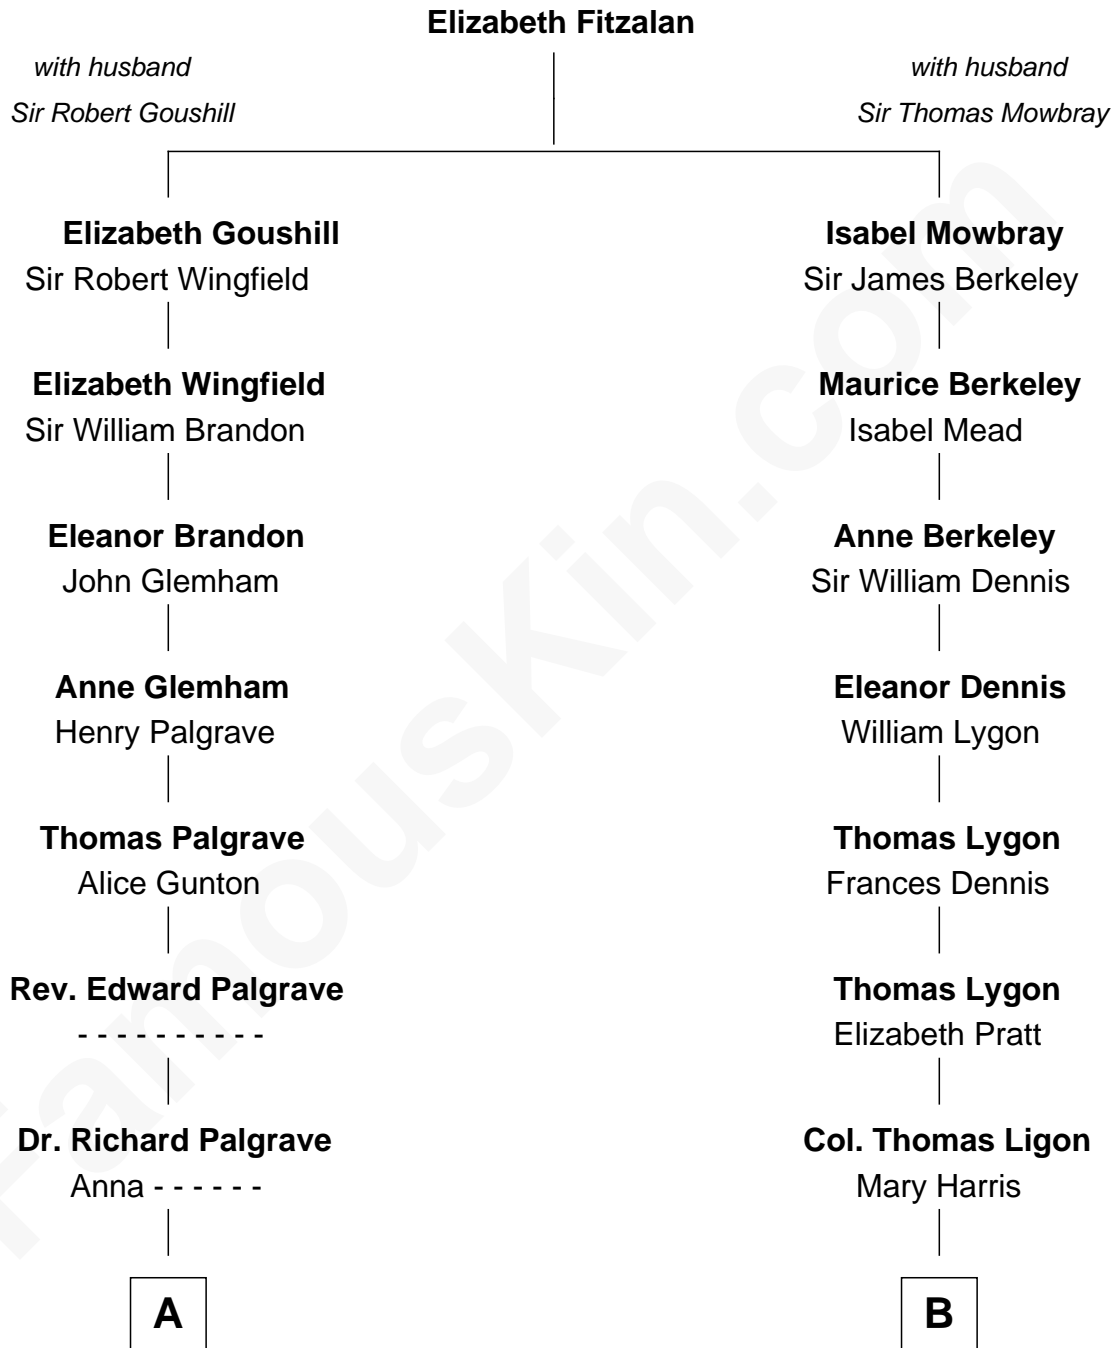 Elizabeth Fitzalan
with husband
Sir Robert Goushill
with husband
Sir Thomas Mowbray
Elizabeth Goushill
Sir Robert Wingfield
Isabel Mowbray
Sir James Berkeley
Elizabeth Wingfield
Sir William Brandon
Maurice Berkeley
Isabel Mead
Eleanor Brandon
John Glemham
Anne Berkeley
Sir William Dennis
Anne Glemham
Henry Palgrave
Eleanor Dennis
William Lygon
Thomas Palgrave
Alice Gunton
Thomas Lygon
Frances Dennis
Rev. Edward Palgrave
- - - - - - - - - -
Thomas Lygon
Elizabeth Pratt
Dr. Richard Palgrave
Anna - - - - - -
Col. Thomas Ligon
Mary Harris
A
B
FamousKin.com